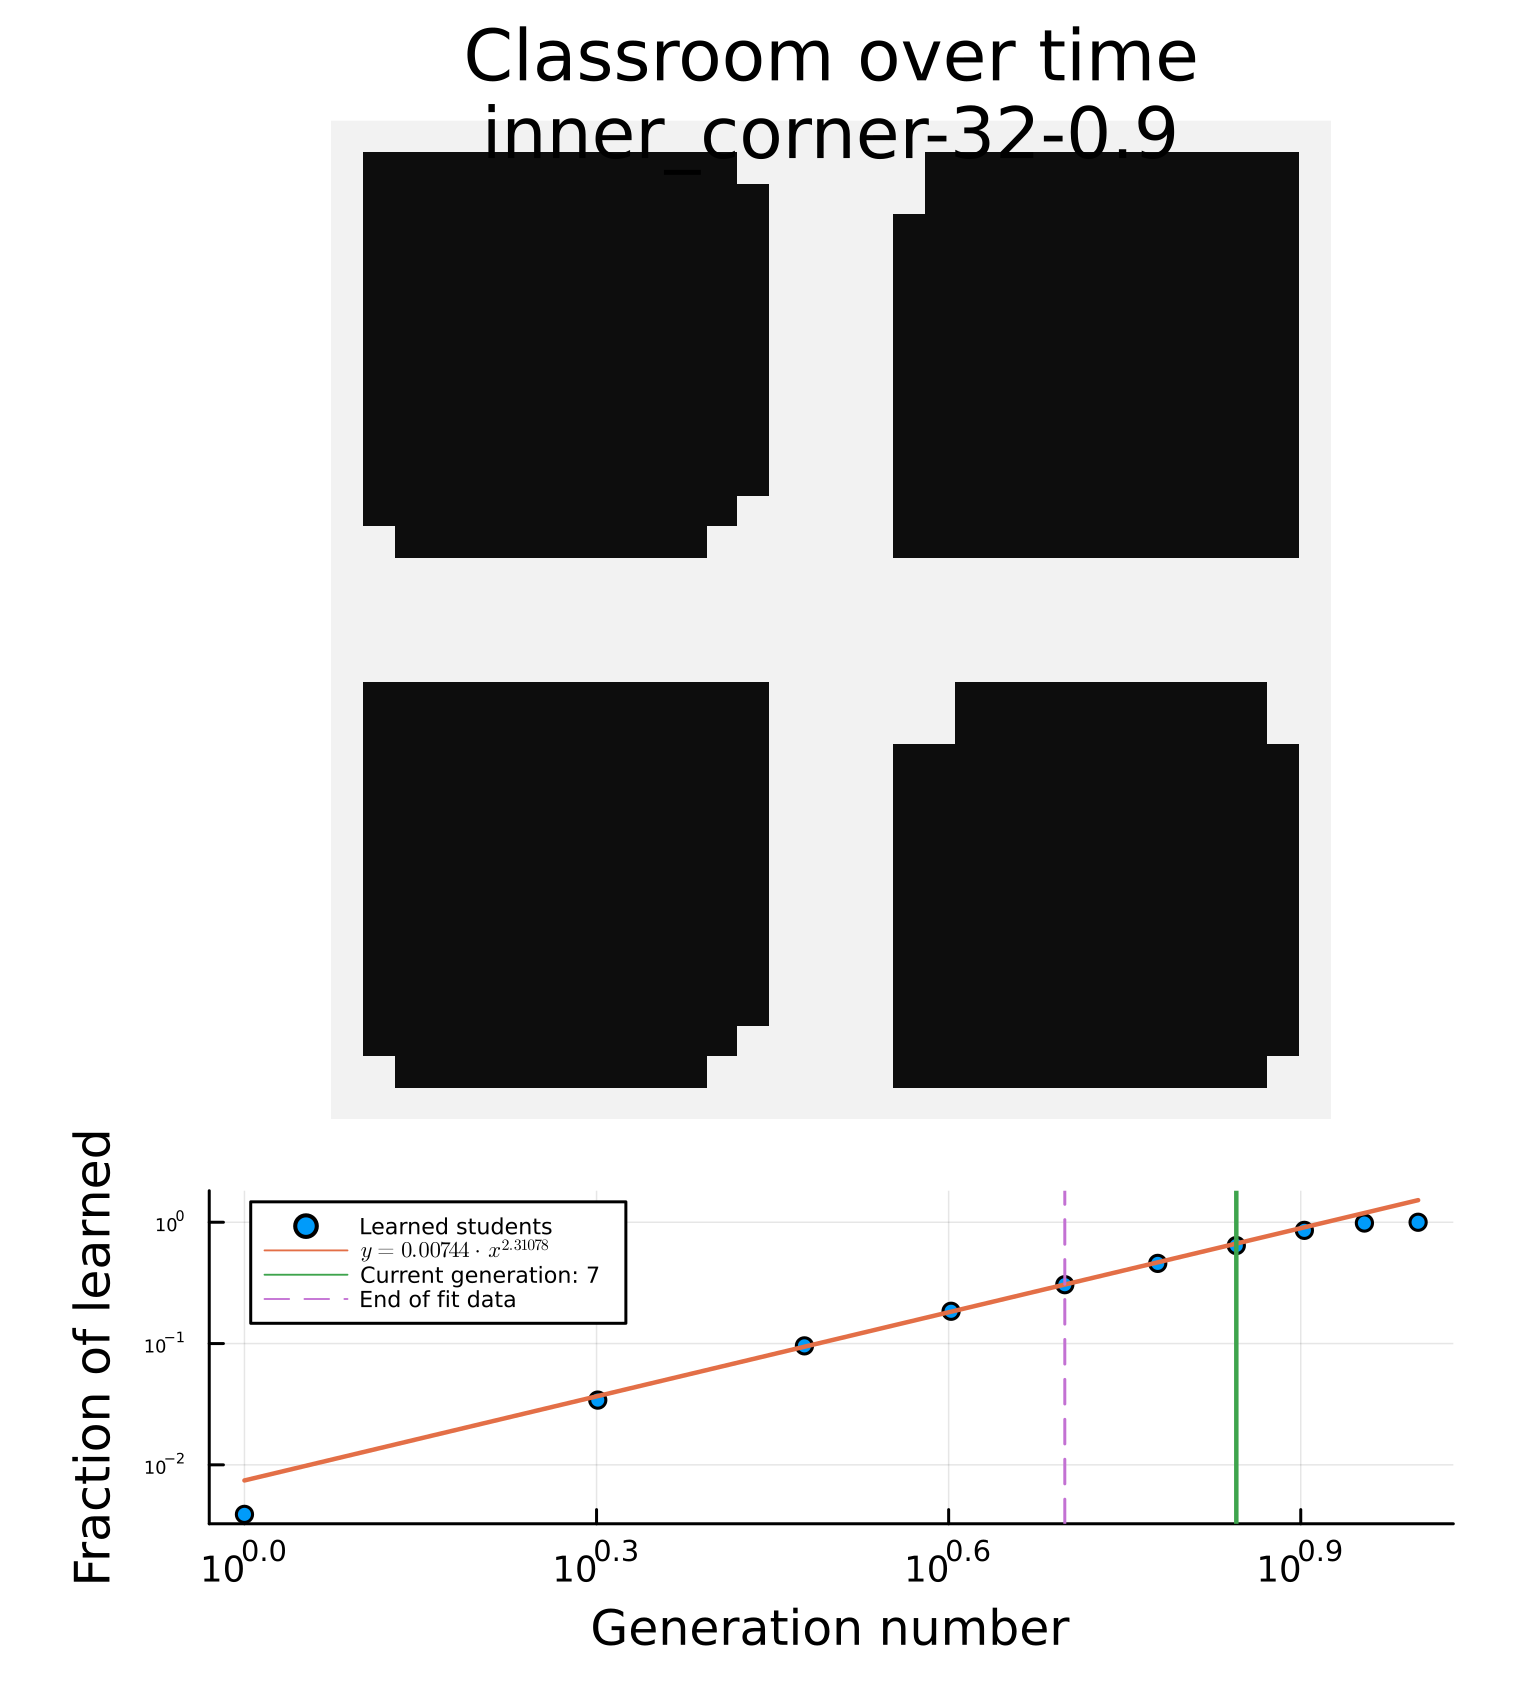 Classroom over time
inner_corner-32-0.9
Fraction of learned
10^0
10^−1
10^−2
Learned students
y = 0.00744 · x^2.31078
Current generation: 7
End of fit data
10^0.0 10^0.3 10^0.6 10^0.9
Generation number